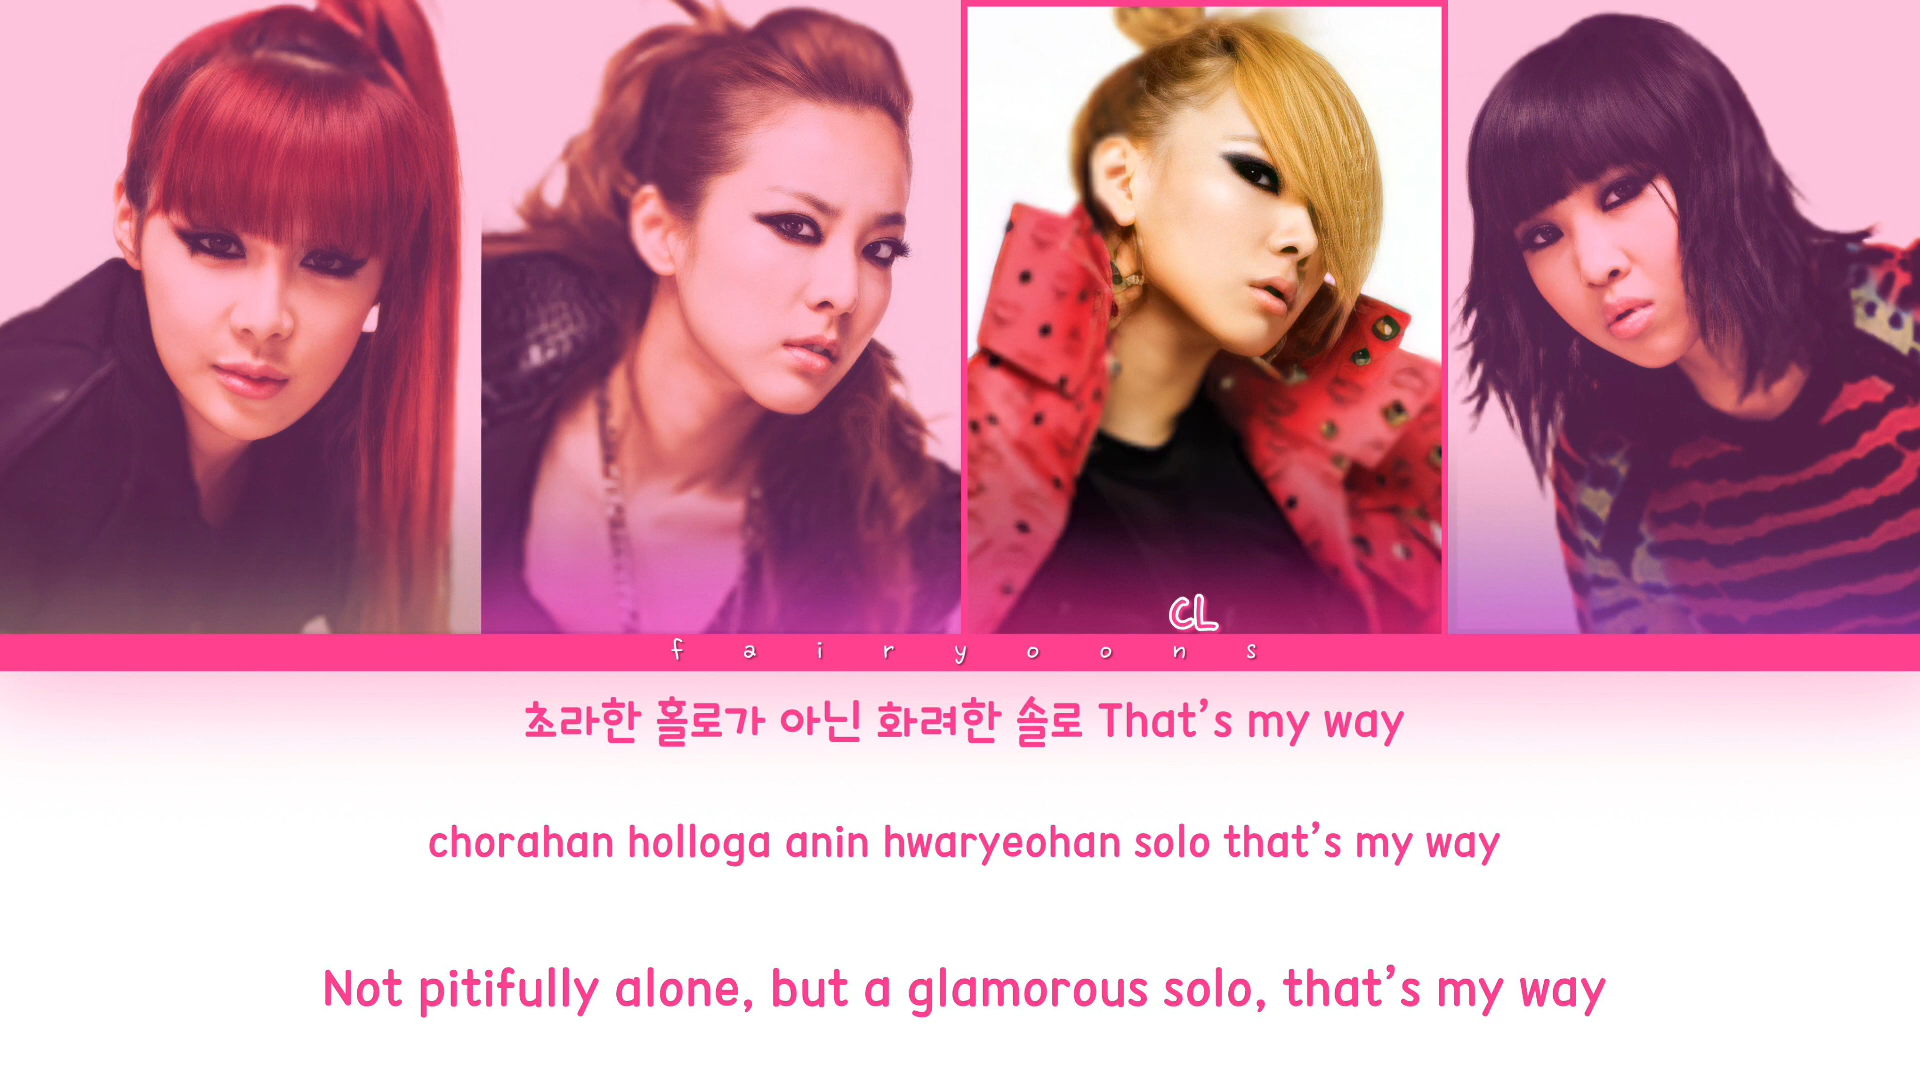 CL
fairyoons
초라한 홀로가 아닌 화려한 솔로 That's my way
chorahan holloga anin hwaryeohan solo that's my way
Not pitifully alone, but a glamorous solo, that's my way